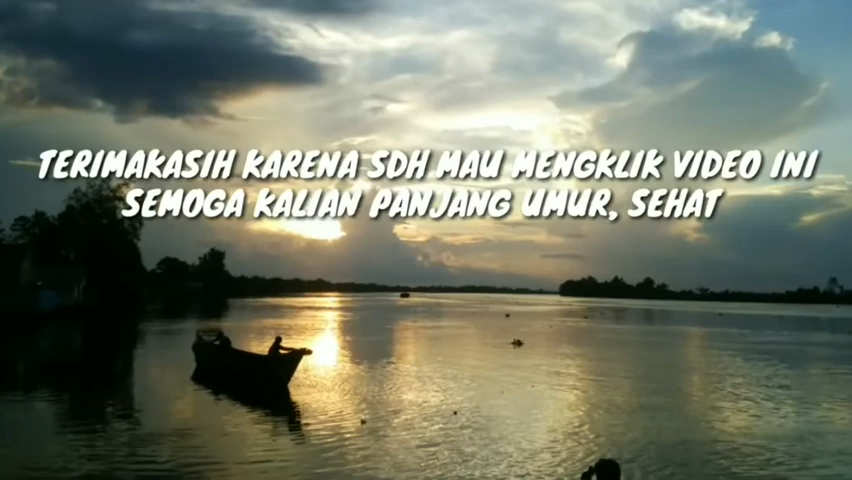 TERIMAKASIH KARENA SDH MAU MENGKLIK VIDEO INI
SEMOGA KALIAN PANJANG UMUR, SEHAT